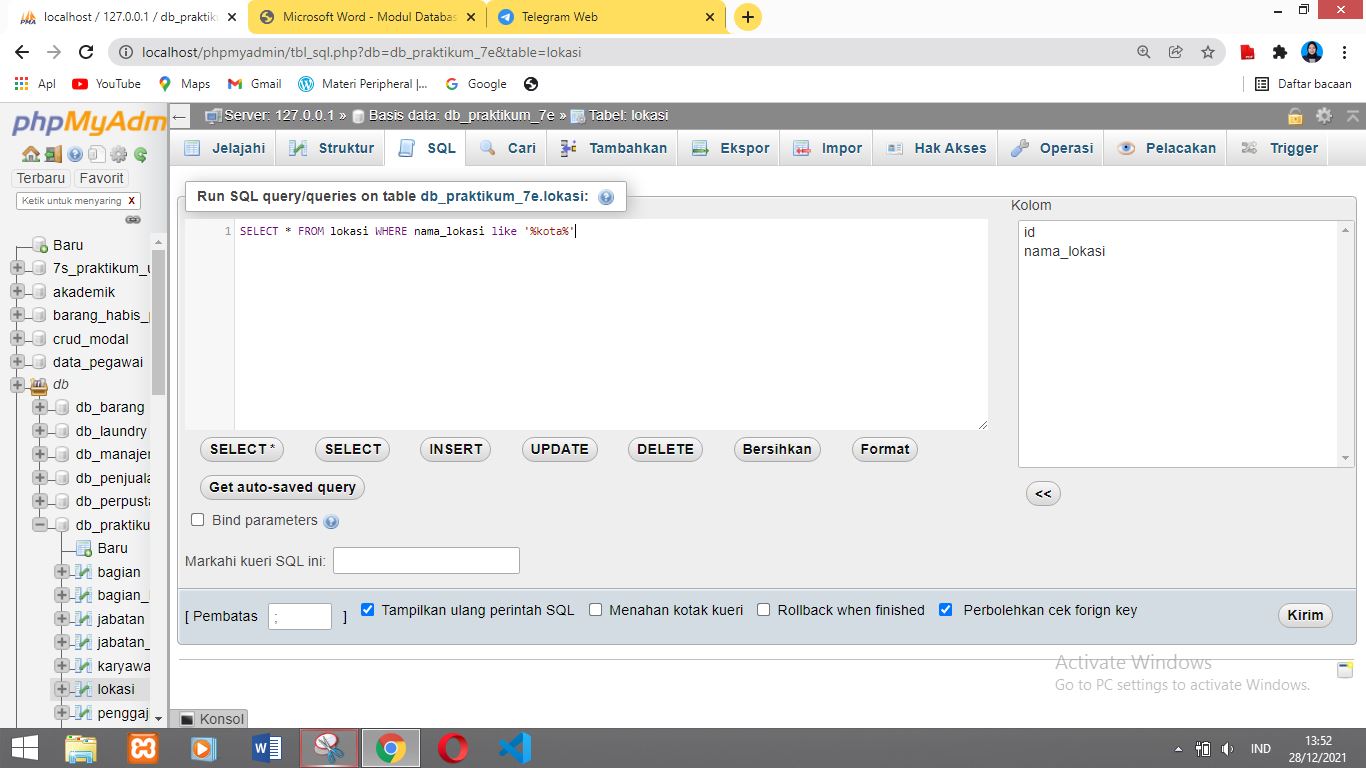 localhost / 127.0.0.1 / db_praktik
Microsoft Word - Modul Databas
Telegram Web
localhost/phpmyadmin/tbl_sql.php?db=db_praktikum_7e&table=lokasi
Apl YouTube Maps Gmail Materi Peripheral |... Google Daftar bacaan
phpMyAdm
Server: 127.0.0.1 » Basis data: db_praktikum_7e » Tabel: lokasi
Jelajahi Struktur SQL Cari Tambahkan Ekspor Impor Hak Akses Operasi Pelacakan Trigger
Terbaru Favorit
Ketik untuk menyaring X
Baru
7s_praktikum_u
akademik
barang_habis_p
crud_modal
data_pegawai
db
db_barang
db_laundry
db_manajer
db_penjuala
db_perpusta
db_praktiku
Baru
bagian
bagian_l
jabatan
jabatan_
karyawa
lokasi
penggaj
Run SQL query/queries on table db_praktikum_7e.lokasi:
1 SELECT * FROM lokasi WHERE nama_lokasi like '%kota%'
Kolom
id
nama_lokasi
SELECT * SELECT INSERT UPDATE DELETE Bersihkan Format
Get auto-saved query
<<
Bind parameters
Markahi kueri SQL ini:
[ Pembatas ; ] Tampilkan ulang perintah SQL Menahan kotak kueri Rollback when finished Perbolehkan cek forign key
Kirim
Activate Windows
Go to PC settings to activate Windows.
Konsol
IND
13:52
28/12/2021